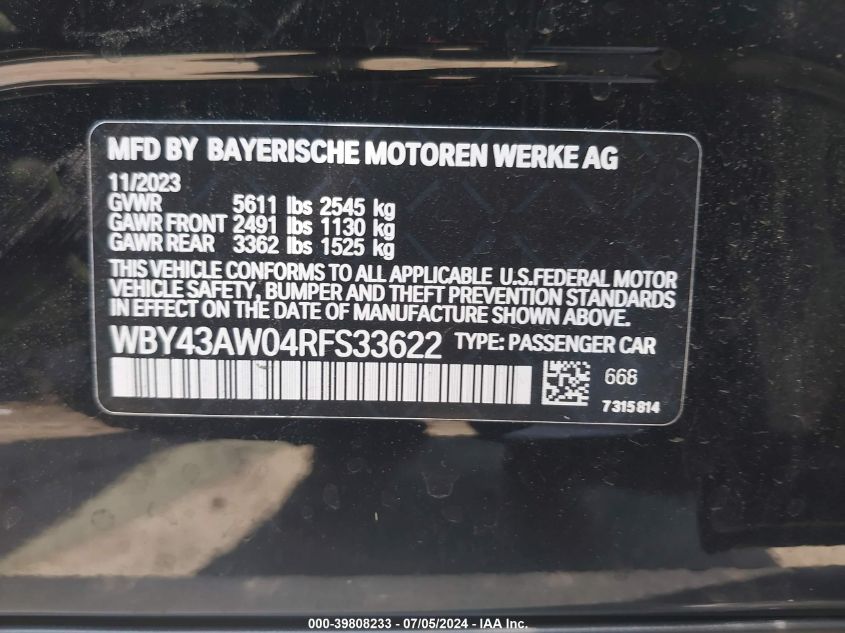 MFD BY BAYERISCHE MOTOREN WERKE AG
11/2023
GVWR 5611 lbs 2545 kg
GAWR FRONT 2491 lbs 1130 kg
GAWR REAR 3362 lbs 1525 kg
THIS VEHICLE CONFORMS TO ALL APPLICABLE U.S.FEDERAL MOTOR
VEHICLE SAFETY, BUMPER AND THEFT PREVENTION STANDARDS
IN EFFECT ON THE DATE OF MANUFACTURE SHOWN ABOVE.
WBY43AW04RFS33622 TYPE: PASSENGER CAR
668
7315814
000-39808233 - 07/05/2024 - IAA Inc.